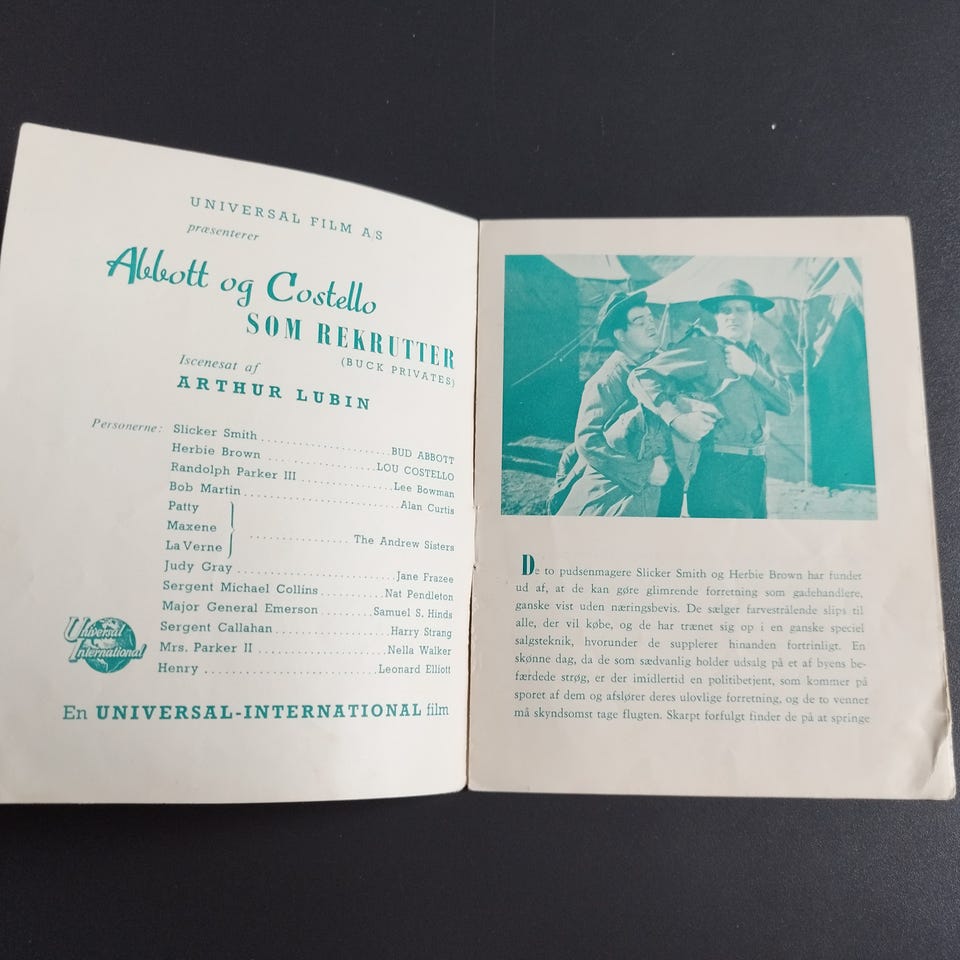 UNIVERSAL FILM A/S
præsenterer
Abbott og Costello
SOM REKRUTTER
(BUCK PRIVATES)
Iscenesat af
ARTHUR LUBIN
Personerne: Slicker Smith BUD ABBOTT
Herbie Brown LOU COSTELLO
Randolph Parker III Lee Bowman
Bob Martin Alan Curtis
Patty
Maxene The Andrew Sisters
LaVerne
Judy Gray Jane Frazee
Sergent Michael Collins Nat Pendleton
Major General Emerson Samuel S. Hinds
Sergent Callahan Harry Strang
Mrs. Parker II Nella Walker
Henry Leonard Elliott
Universal
International
En UNIVERSAL-INTERNATIONAL film
De to pudsenmagere Slicker Smith og Herbie Brown har fundet
ud af, at de kan gøre glimrende forretning som gadehandlere,
ganske vist uden næringsbevis. De sælger farvestrålende slips til
alle, der vil købe, og de har trænet sig op i en ganske speciel
salgsteknik, hvorunder de supplerer hinanden fortrinligt. En
skønne dag, da de som sædvanlig holder udsalg på et af byens be-
færdede strøg, er der imidlertid en politibetjent, som kommer på
sporet af dem og afslører deres ulovlige forretning, og de to venner
må skyndsomst tage flugten. Skarpt forfulgt finder de på at springe